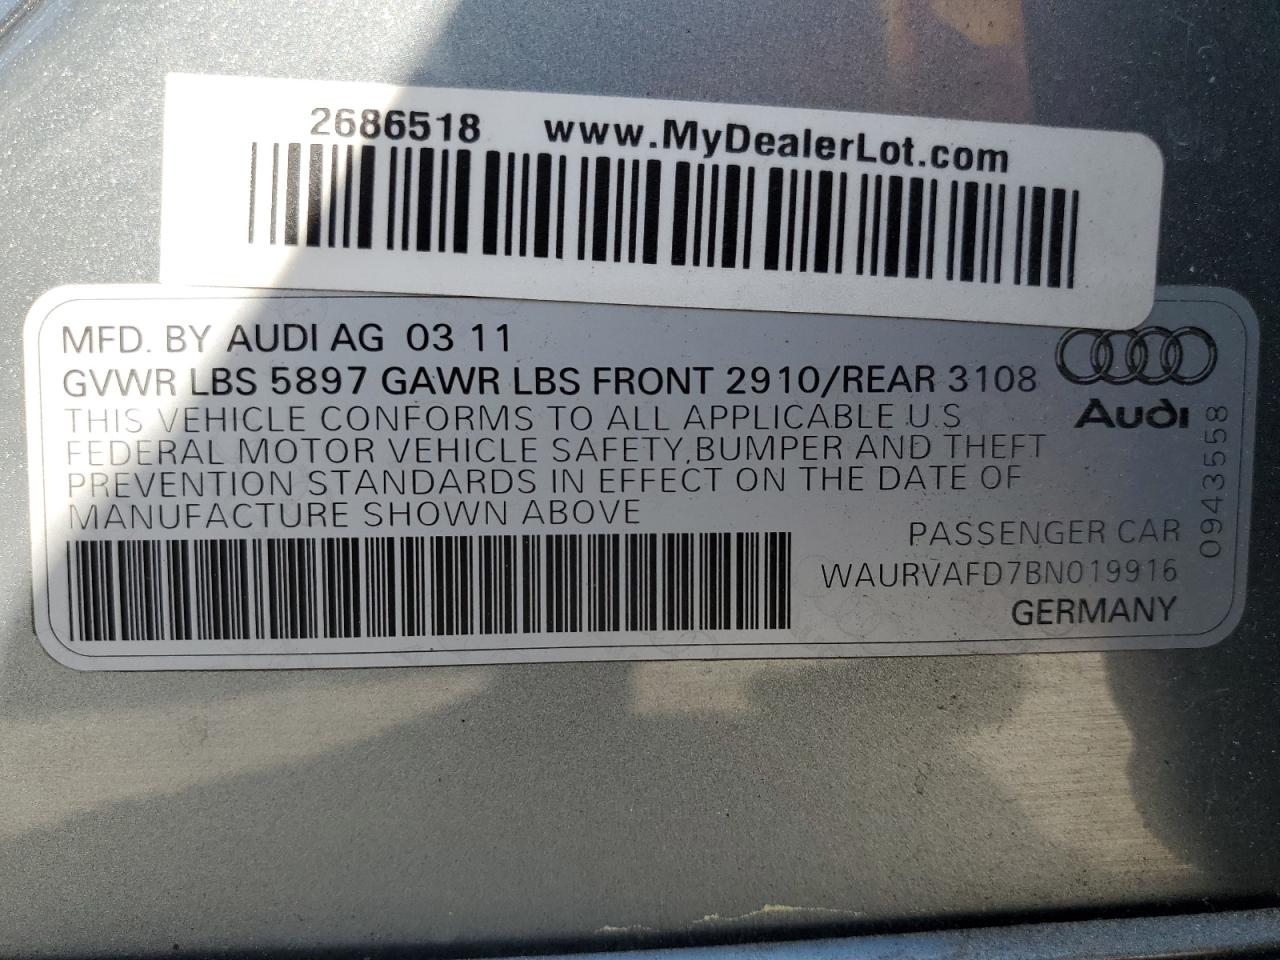 2686518 www.MyDealerLot.com
MFD. BY AUDI AG 03 11
GVWR LBS 5897 GAWR LBS FRONT 2910/REAR 3108
THIS VEHICLE CONFORMS TO ALL APPLICABLE U.S
FEDERAL MOTOR VEHICLE SAFETY,BUMPER AND THEFT
PREVENTION STANDARDS IN EFFECT ON THE DATE OF
MANUFACTURE SHOWN ABOVE
Audi
0943558
PASSENGER CAR
WAURVAFD7BN019916
GERMANY